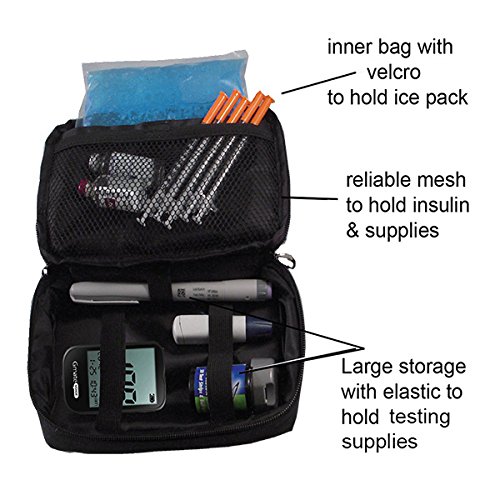 inner bag with
velcro
to hold ice pack
reliable mesh
to hold insulin
& supplies
Large storage
with elastic to
hold testing
supplies